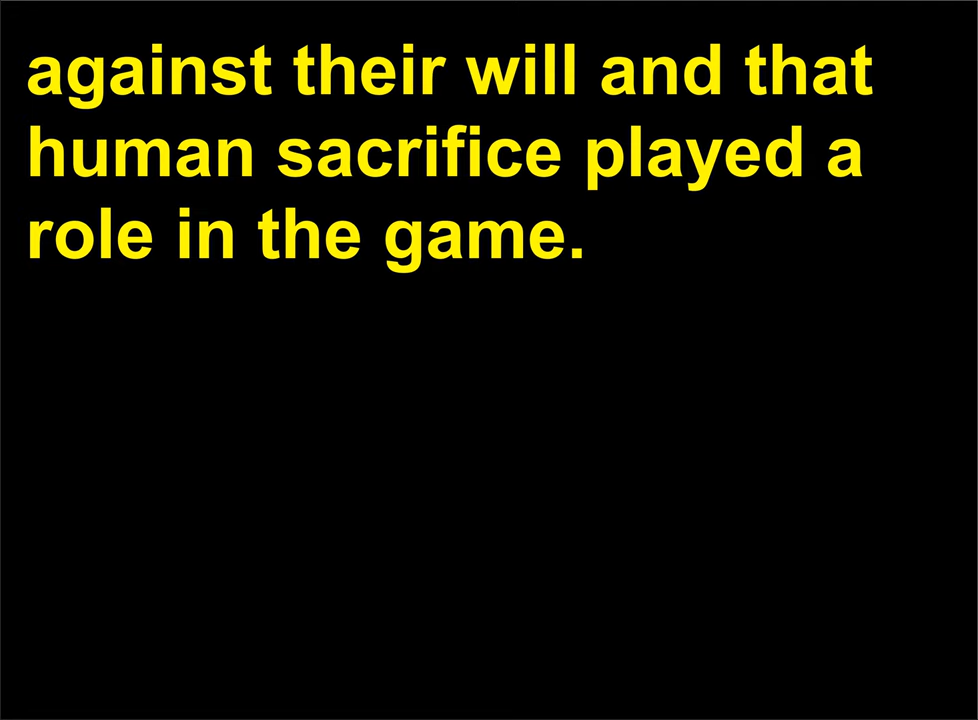 against their will and that
human sacrifice played a
role in the game.